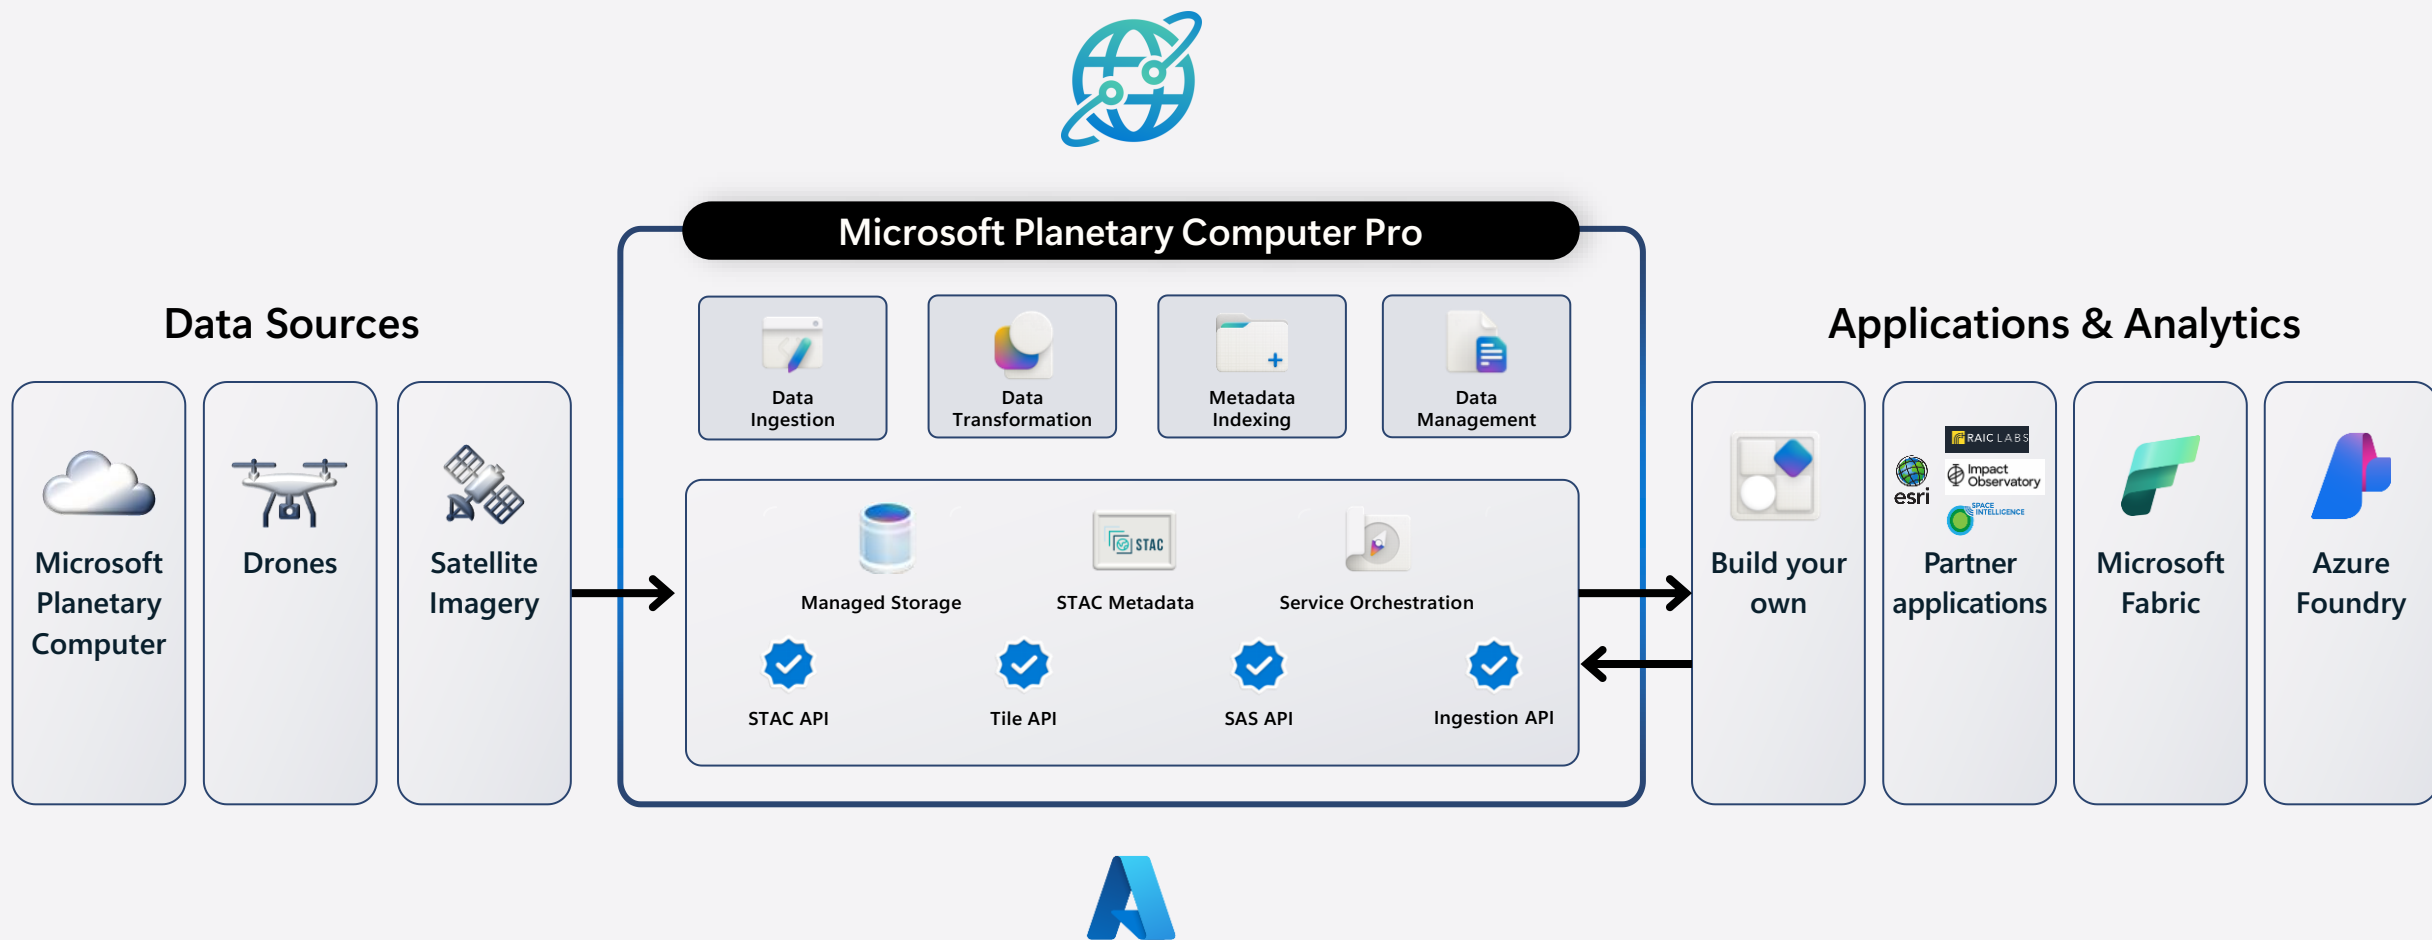 Microsoft Planetary Computer Pro
Data Sources
Microsoft
Planetary
Computer
Drones
Satellite
Imagery
Data
Ingestion
Data
Transformation
Metadata
Indexing
Data
Management
STAC
Managed Storage
STAC Metadata
Service Orchestration
STAC API
Tile API
SAS API
Ingestion API
Applications & Analytics
Build your
own
RAIC LABS
esri
Impact
Observatory
SPACE
INTELLIGENCE
Partner
applications
Microsoft
Fabric
Azure
Foundry